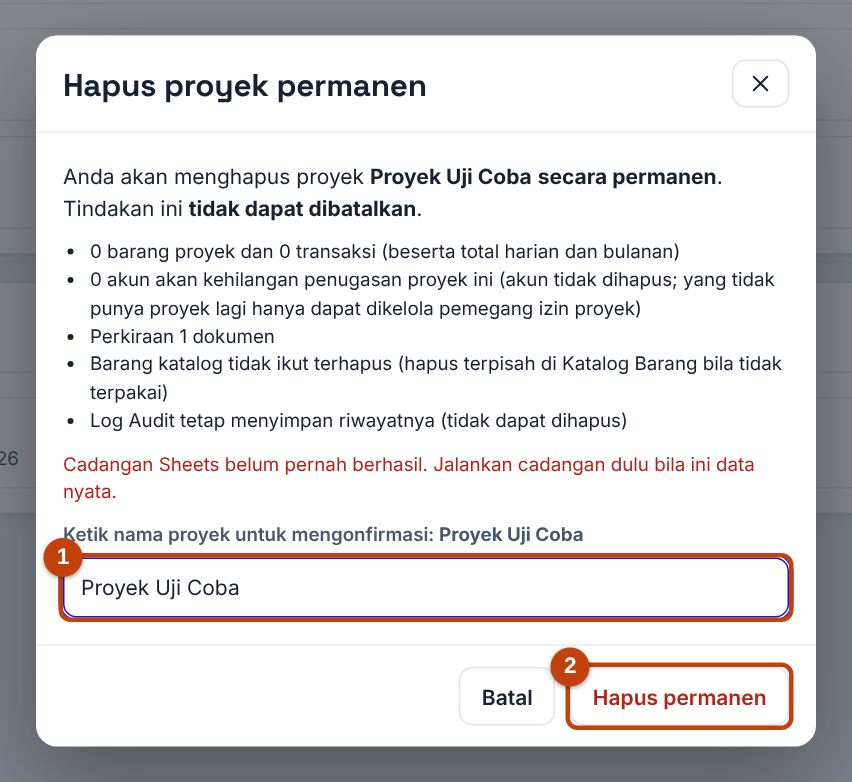 Hapus proyek permanen
Anda akan menghapus proyek Proyek Uji Coba secara permanen.
Tindakan ini tidak dapat dibatalkan.
• 0 barang proyek dan 0 transaksi (beserta total harian dan bulanan)
• 0 akun akan kehilangan penugasan proyek ini (akun tidak dihapus; yang tidak
punya proyek lagi hanya dapat dikelola pemegang izin proyek)
• Perkiraan 1 dokumen
• Barang katalog tidak ikut terhapus (hapus terpisah di Katalog Barang bila tidak
terpakai)
• Log Audit tetap menyimpan riwayatnya (tidak dapat dihapus)
26
Cadangan Sheets belum pernah berhasil. Jalankan cadangan dulu bila ini data
nyata.
Ketik nama proyek untuk mengonfirmasi: Proyek Uji Coba
1
Proyek Uji Coba
2
Batal
Hapus permanen